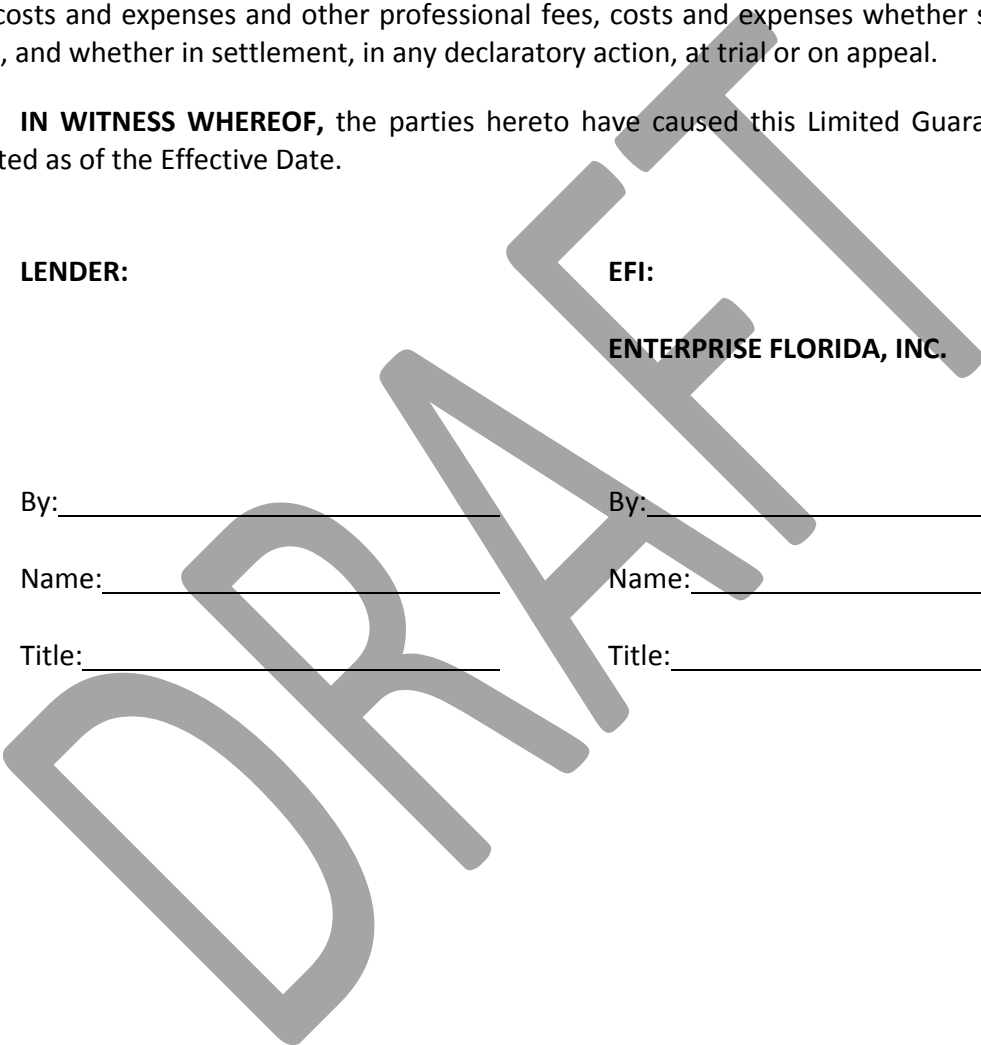 costs and expenses and other professional fees, costs and expenses whether
, and whether in settlement, in any declaratory action, at trial or on appeal.
IN WITNESS WHEREOF, the parties hereto have caused this Limited
as of the Effective Date.
LENDER: EFI:
ENTERPRISE FLORIDA, INC.
By: By:
Name: Name:
Title: Title:
DRAFT